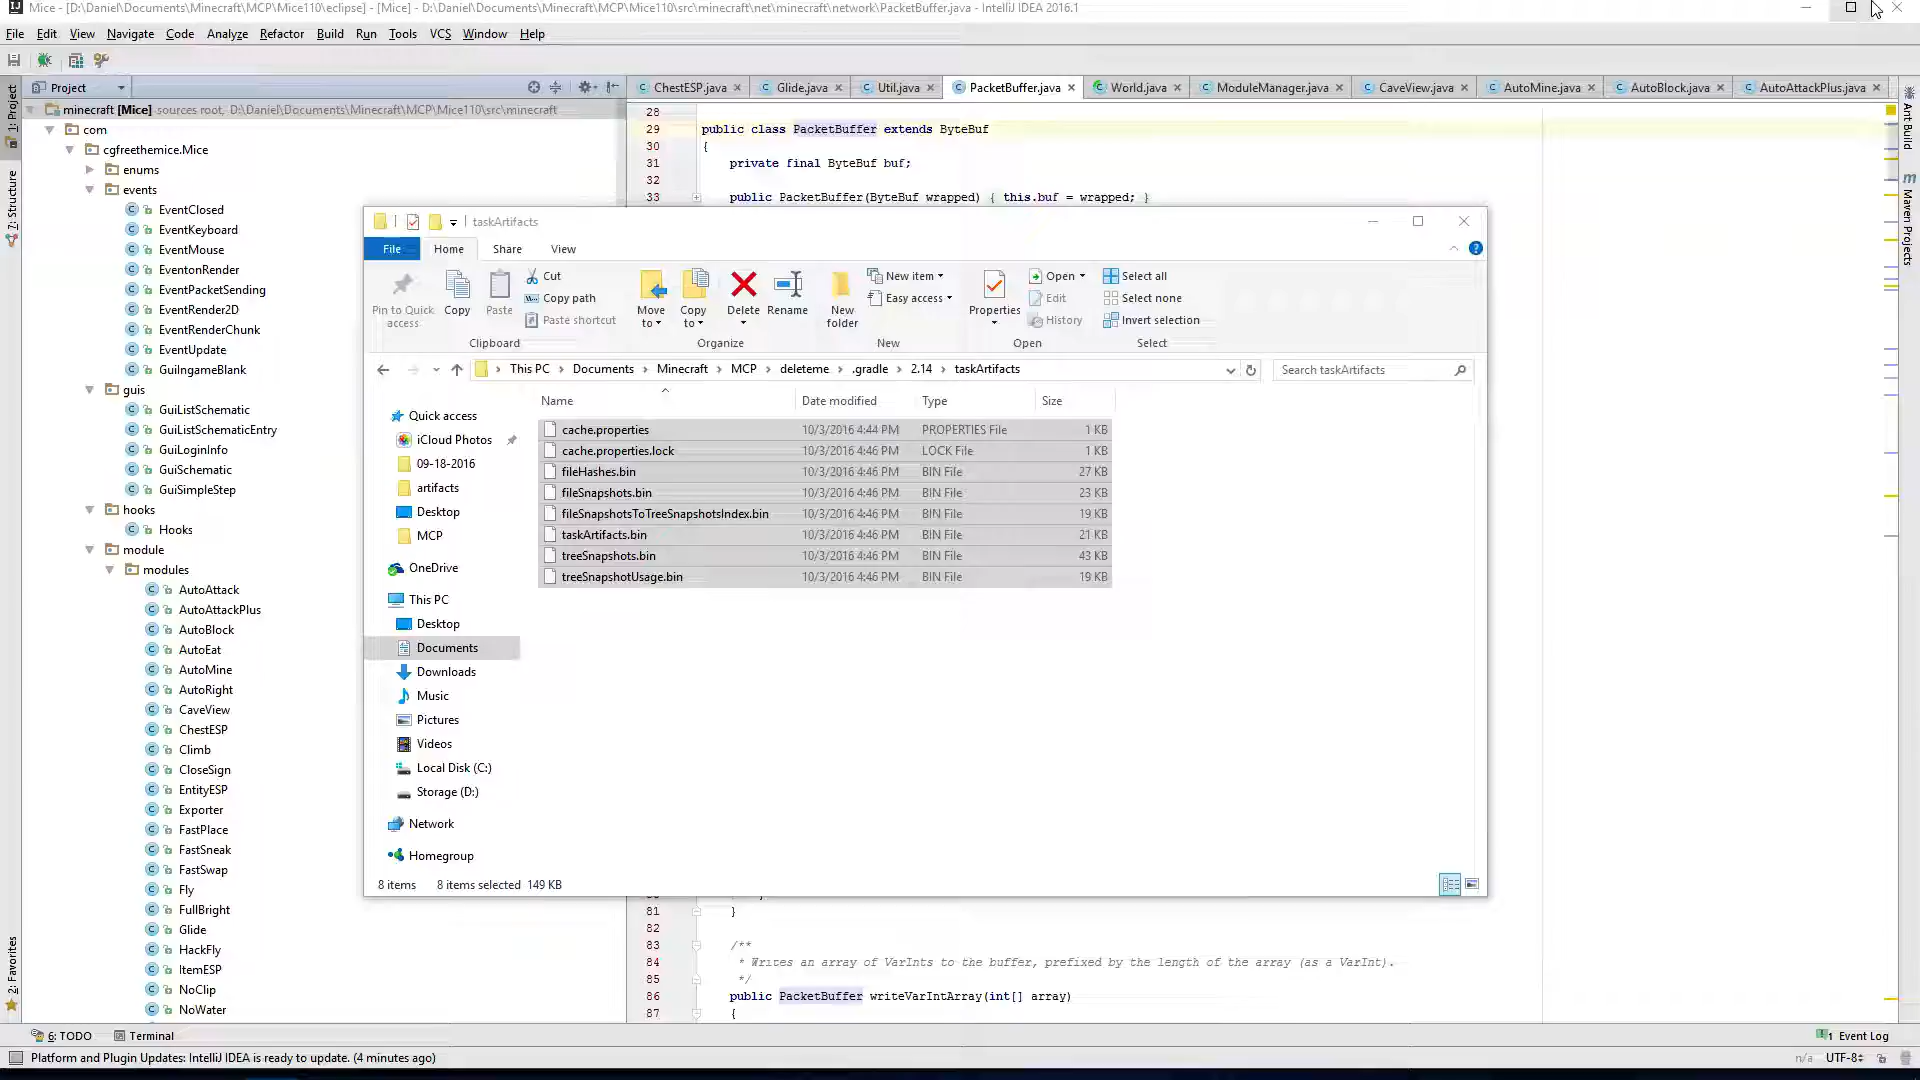 Mice - [D:\Daniel\Documents\Minecraft\MCP\Mice110\eclipse] - [Mice] - D:\Daniel\Documents\Minecraft\MCP\Mice110\src\minecraft\net\minecraft\network\PacketBuffer.java - IntelliJ IDEA 2016.1
File Edit View Navigate Code Analyze Refactor Build Run Tools VCS Window Help
Project
ChestESP.java Glide.java Util.java PacketBuffer.java World.java ModuleManager.java CaveView.java AutoMine.java AutoBlock.java AutoAttackPlus.java
1: Project
7: Structure
2: Favorites
Ant Build
Maven Projects
minecraft [Mice] sources root, D:\Daniel\Documents\Minecraft\MCP\Mice110\src\minecraft
com
cgfreethemice.Mice
enums
events
EventClosed
EventKeyboard
EventMouse
EventonRender
EventPacketSending
EventRender2D
EventRenderChunk
EventUpdate
GuiIngameBlank
guis
GuiListSchematic
GuiListSchematicEntry
GuiLoginInfo
GuiSchematic
GuiSimpleStep
hooks
Hooks
module
modules
AutoAttack
AutoAttackPlus
AutoBlock
AutoEat
AutoMine
AutoRight
CaveView
ChestESP
Climb
CloseSign
EntityESP
Exporter
FastPlace
FastSneak
FastSwap
Fly
FullBright
Glide
HackFly
ItemESP
NoClip
NoWater
28
29 public class PacketBuffer extends ByteBuf
30 {
31 private final ByteBuf buf;
32
33 public PacketBuffer(ByteBuf wrapped) { this.buf = wrapped; }
taskArtifacts
File Home Share View
Pin to Quick access
Copy
Paste
Cut
Copy path
Paste shortcut
Clipboard
Move to
Copy to
Delete
Rename
Organize
New folder
New item
Easy access
New
Properties
Open
Edit
History
Open
Select all
Select none
Invert selection
Select
This PC > Documents > Minecraft > MCP > deleteme > .gradle > 2.14 > taskArtifacts
Search taskArtifacts
Name Date modified Type Size
cache.properties 10/3/2016 4:44 PM PROPERTIES File 1 KB
cache.properties.lock 10/3/2016 4:46 PM LOCK File 1 KB
fileHashes.bin 10/3/2016 4:46 PM BIN File 27 KB
fileSnapshots.bin 10/3/2016 4:46 PM BIN File 23 KB
fileSnapshotsToTreeSnapshotsIndex.bin 10/3/2016 4:46 PM BIN File 19 KB
taskArtifacts.bin 10/3/2016 4:46 PM BIN File 21 KB
treeSnapshots.bin 10/3/2016 4:46 PM BIN File 43 KB
treeSnapshotUsage.bin 10/3/2016 4:46 PM BIN File 19 KB
Quick access
iCloud Photos
09-18-2016
artifacts
Desktop
MCP
OneDrive
This PC
Desktop
Documents
Downloads
Music
Pictures
Videos
Local Disk (C:)
Storage (D:)
Network
Homegroup
8 items 8 items selected 149 KB
81 }
82
83 /**
84 * Writes an array of VarInts to the buffer, prefixed by the length of the array (as a VarInt).
85 */
86 public PacketBuffer writeVarIntArray(int[] array)
87 {
6: TODO Terminal
1 Event Log
Platform and Plugin Updates: IntelliJ IDEA is ready to update. (4 minutes ago)
n/a UTF-8